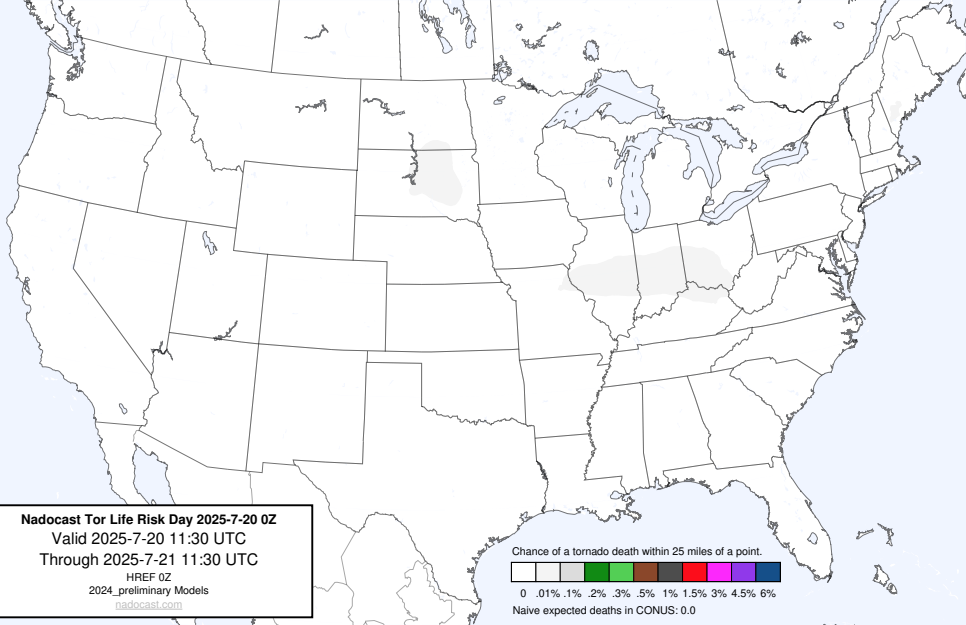 Nadocast Tor Life Risk Day 2025-7-20 0Z
Valid 2025-7-20 11:30 UTC
Through 2025-7-21 11:30 UTC
HREF 0Z
2024_preliminary Models
nadocast.com
Chance of a tornado death within 25 miles of a point.
0 .01% .1% .2% .3% .5% 1% 1.5% 3% 4.5% 6%
Naive expected deaths in CONUS: 0.0